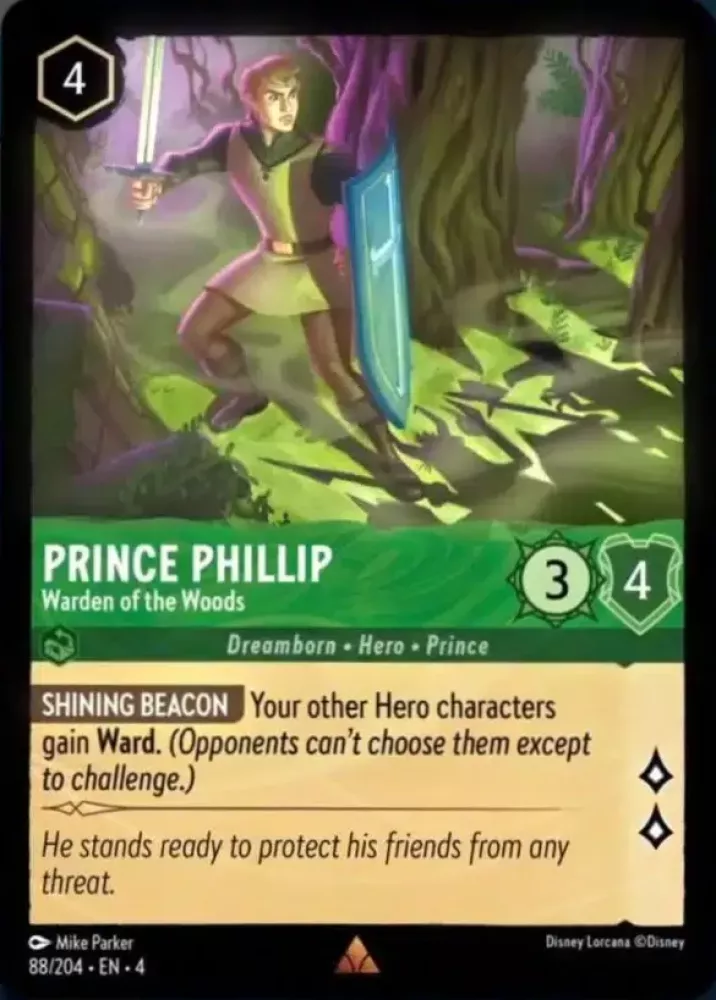 4
PRINCE PHILLIP
Warden of the Woods
3
4
Dreamborn • Hero • Prince
SHINING BEACON Your other Hero characters
gain Ward. (Opponents can't choose them except
to challenge.)
He stands ready to protect his friends from any
threat.
Mike Parker
Disney Lorcana ©Disney
88/204 • EN • 4